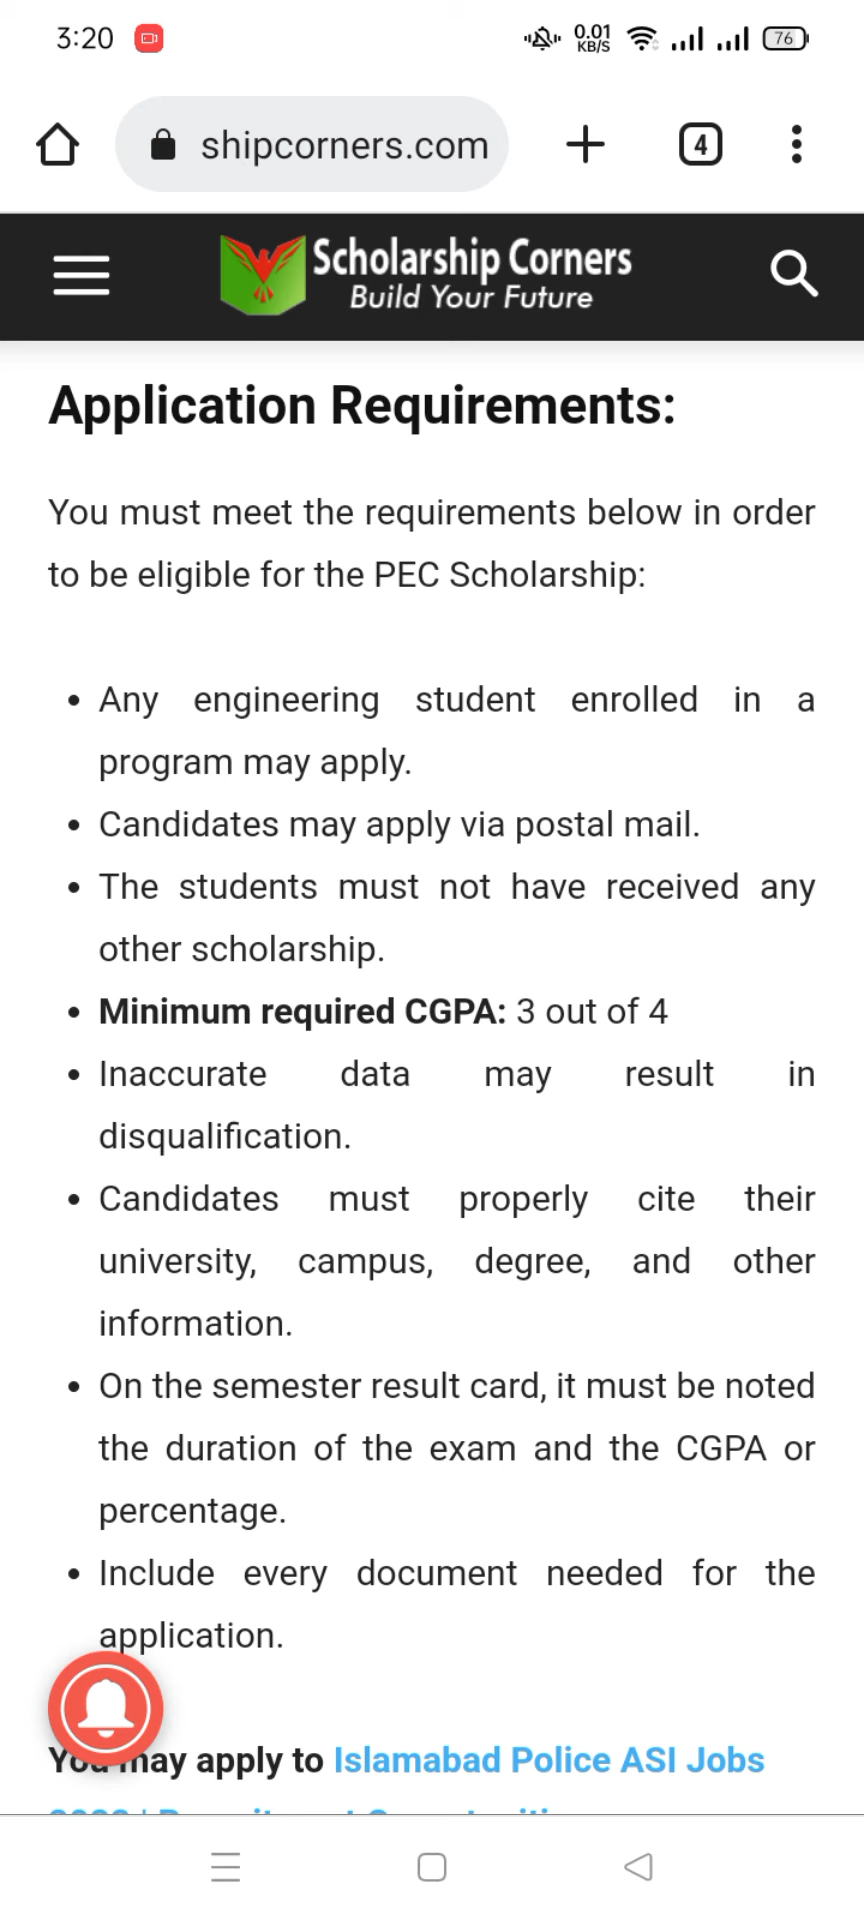 3:20
0.01
KB/S
76
shipcorners.com
4
Scholarship Corners
Build Your Future
Application Requirements:
You must meet the requirements below in order
to be eligible for the PEC Scholarship:
• Any engineering student enrolled in a
program may apply.
• Candidates may apply via postal mail.
• The students must not have received any
other scholarship.
• Minimum required CGPA: 3 out of 4
• Inaccurate data may result in
disqualification.
• Candidates must properly cite their
university, campus, degree, and other
information.
• On the semester result card, it must be noted
the duration of the exam and the CGPA or
percentage.
• Include every document needed for the
application.
You may apply to Islamabad Police ASI Jobs